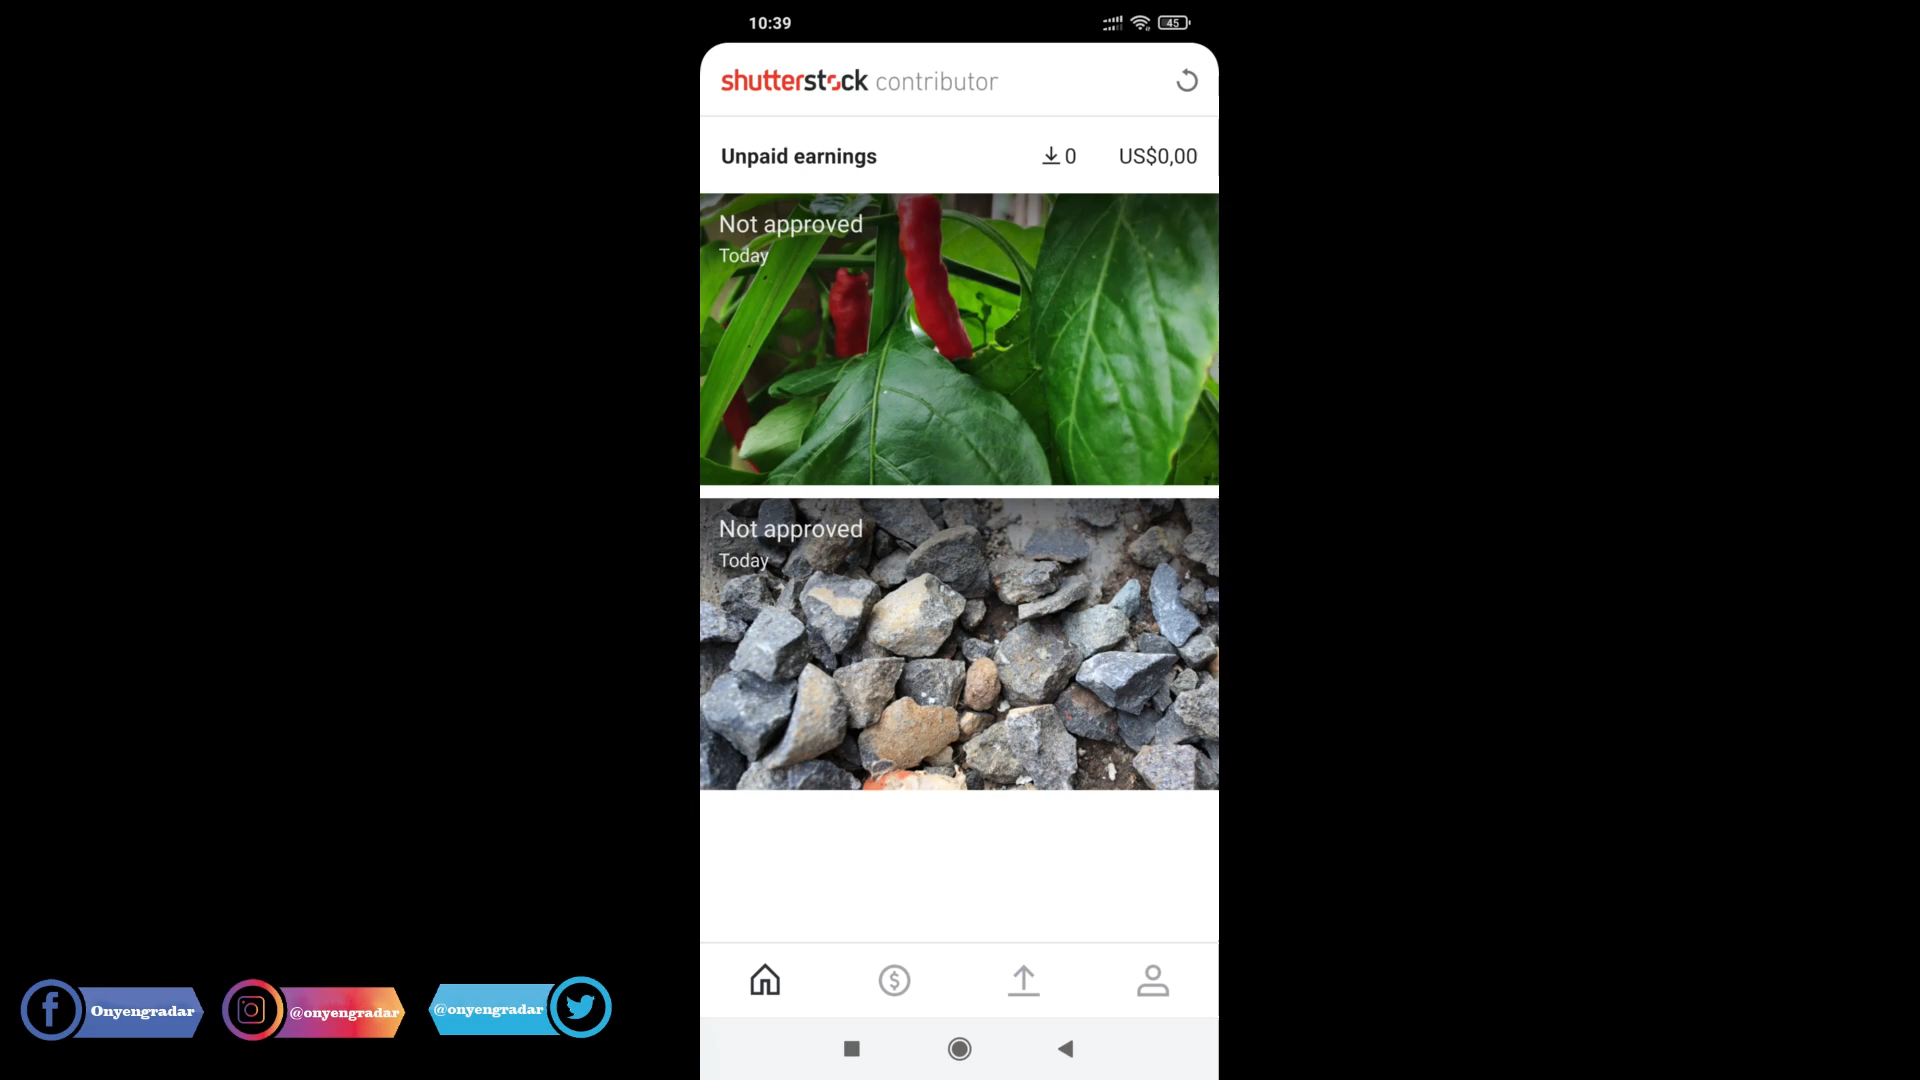 10:39
45
shutterstock contributor
Unpaid earnings 0 US$0,00
Not approved
Today
Not approved
Today
Onyengradar
@onyengradar
@onyengradar